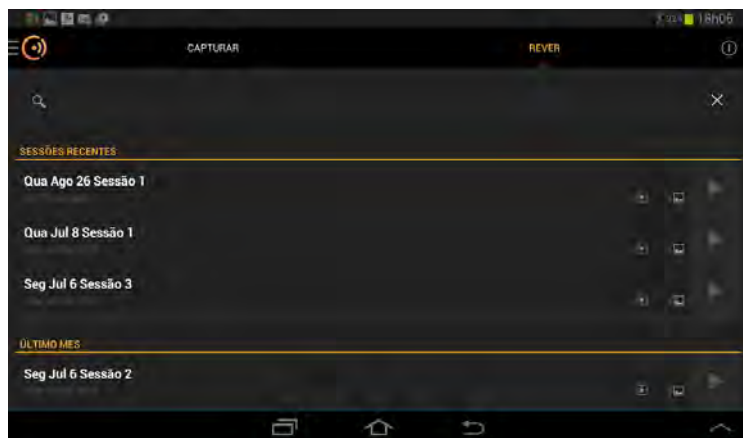 18h06
CAPTURAR
REVER
SESSÕES RECENTES
Qua Ago 26 Sessão 1
Qua Jul 8 Sessão 1
Seg Jul 6 Sessão 3
ÚLTIMO MES
Seg Jul 6 Sessão 2